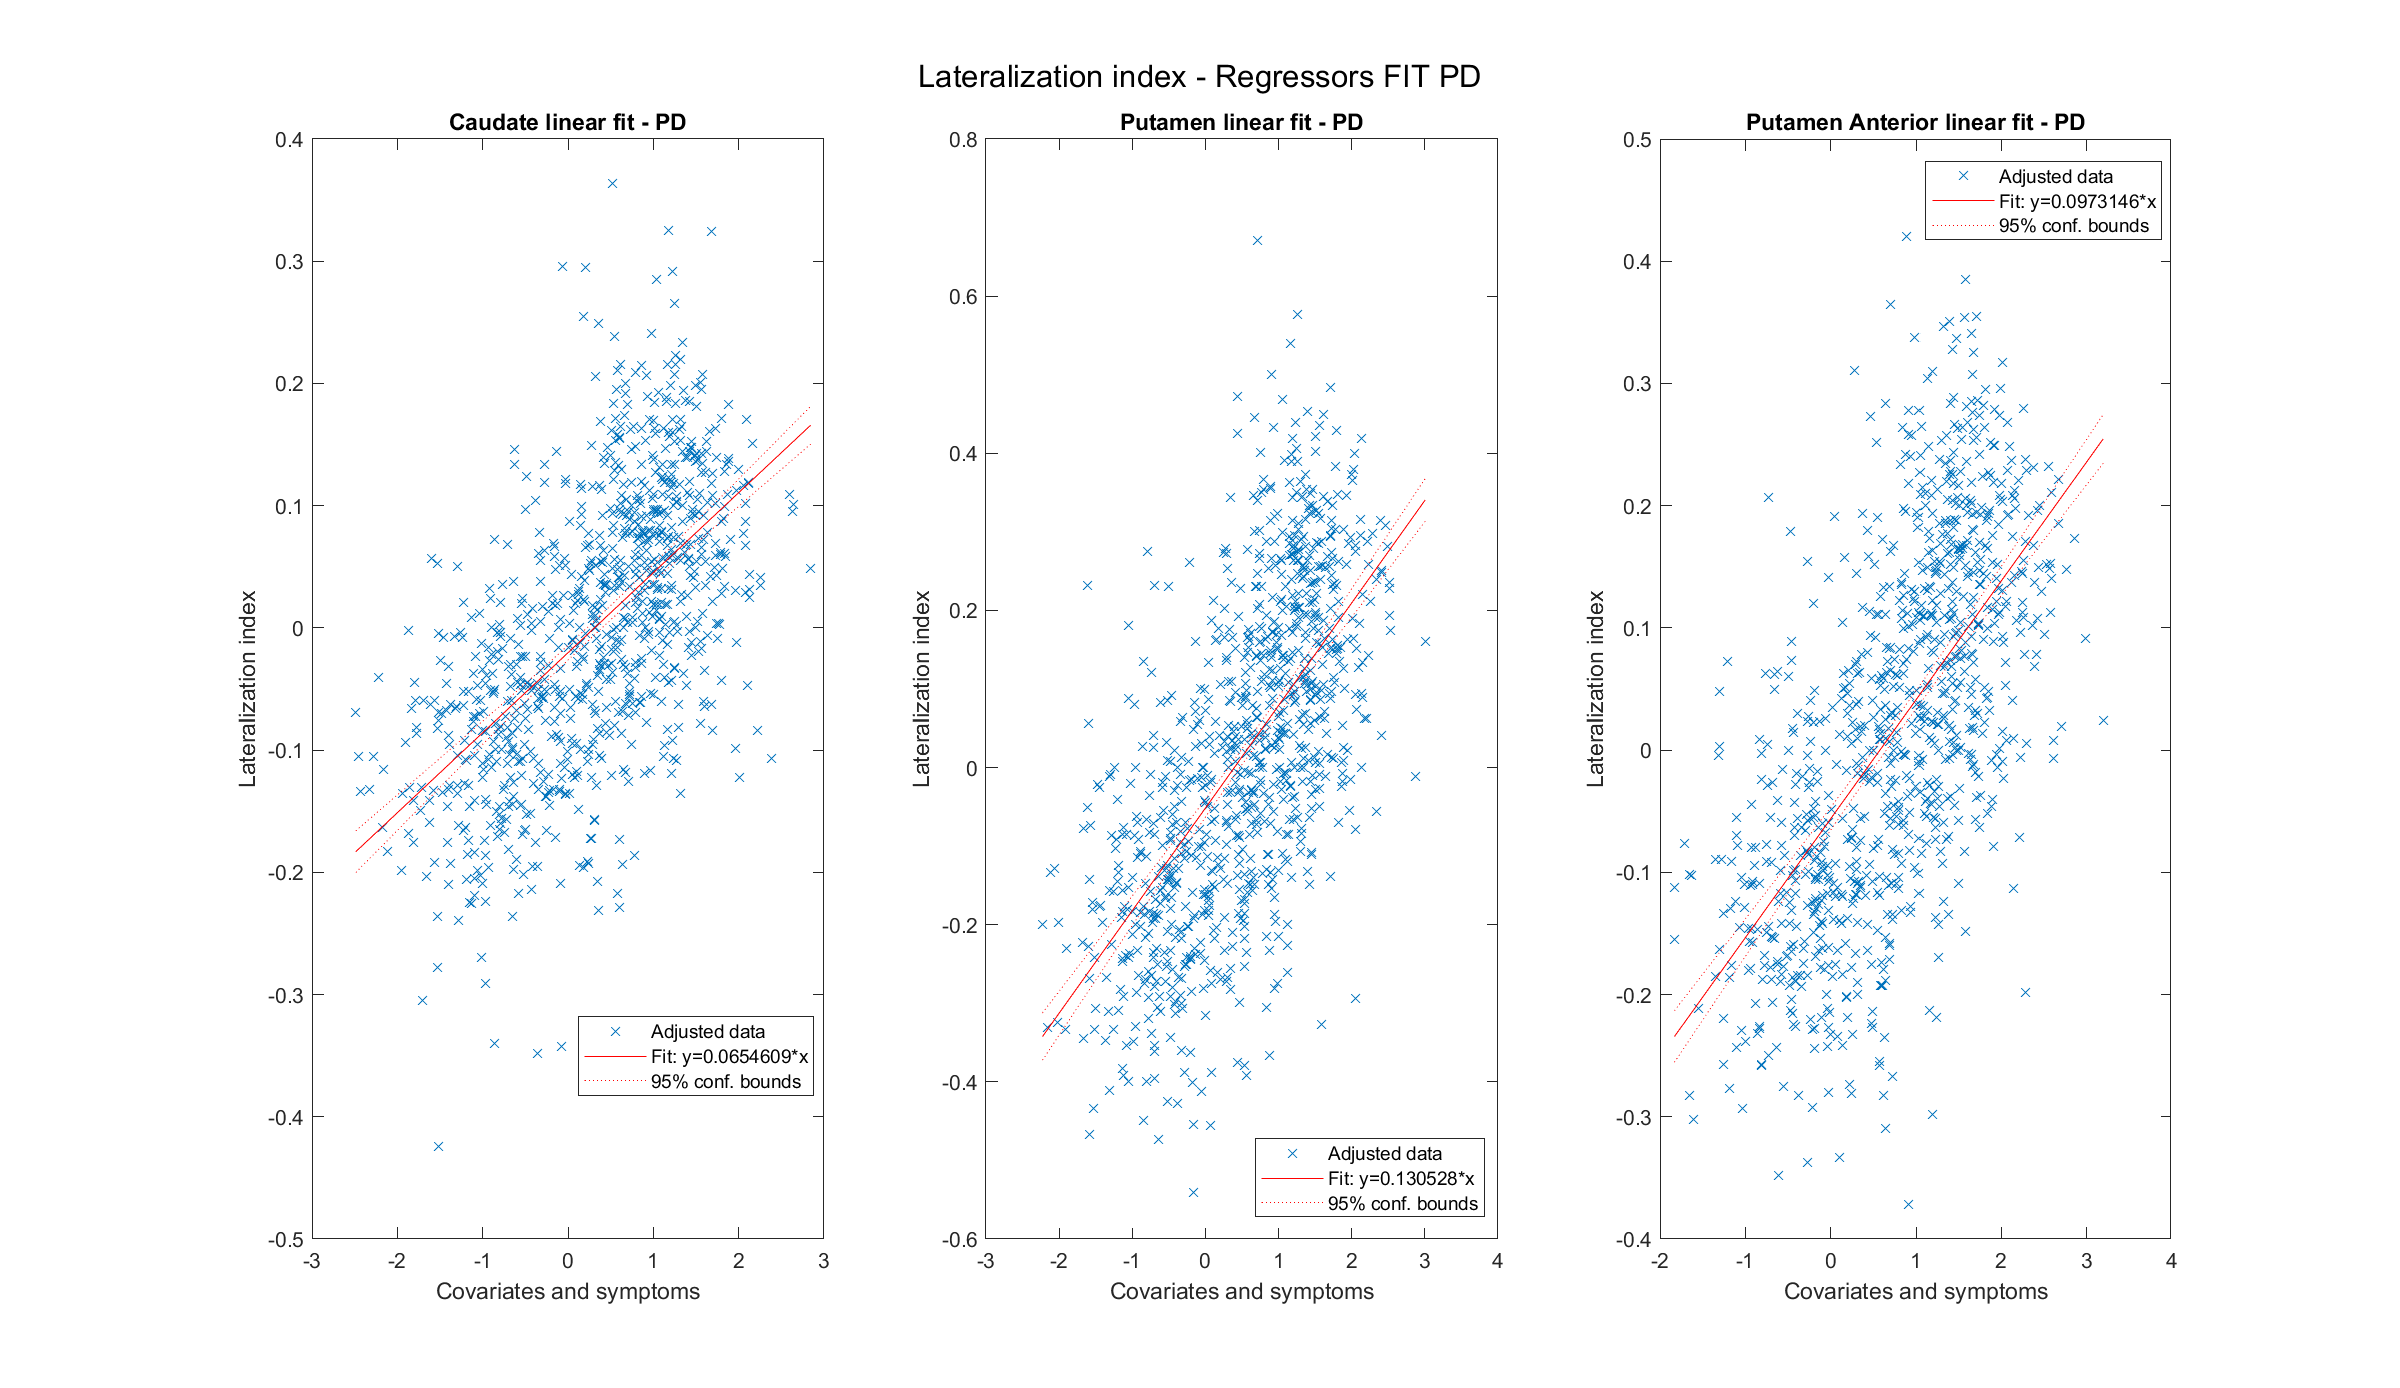 Lateralization index - Regressors FIT PD
Caudate linear fit - PD
0.4
0.3
0.2
0.1
0
-0.1
-0.2
-0.3
-0.4
-0.5
-3
-2
-1
0
1
2
3
Lateralization index
Covariates and symptoms
Adjusted data
Fit: y=0.0654609*x
95% conf. bounds
Putamen linear fit - PD
0.8
0.6
0.4
0.2
0
-0.2
-0.4
-0.6
-3
-2
-1
0
1
2
3
4
Lateralization index
Covariates and symptoms
Adjusted data
Fit: y=0.130528*x
95% conf. bounds
Putamen Anterior linear fit - PD
0.5
0.4
0.3
0.2
0.1
0
-0.1
-0.2
-0.3
-0.4
-2
-1
0
1
2
3
4
Lateralization index
Covariates and symptoms
Adjusted data
Fit: y=0.0973146*x
95% conf. bounds